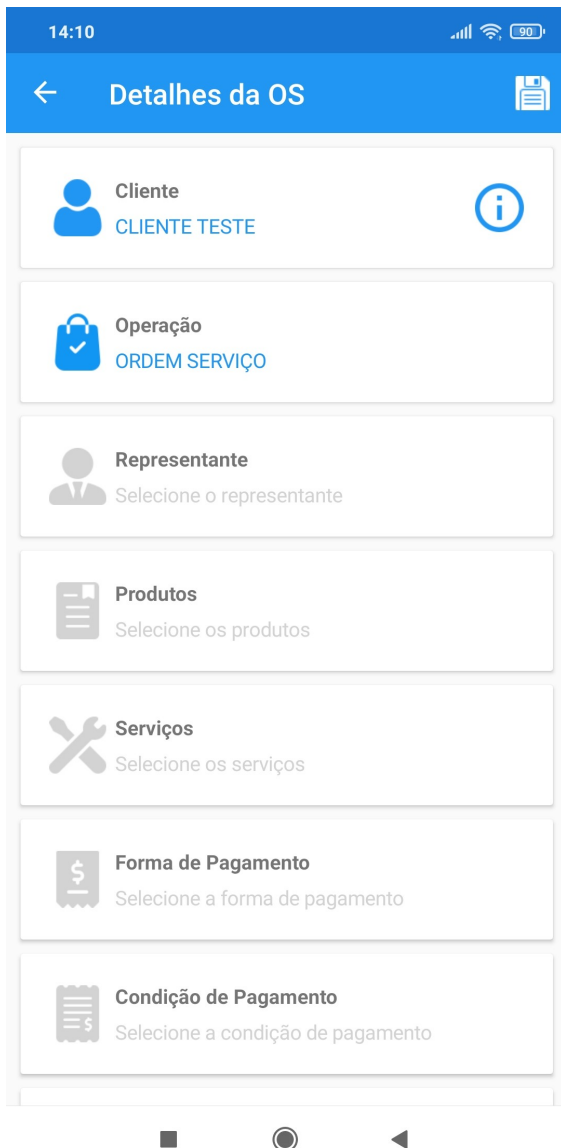 14:10
90
Detalhes da OS
Cliente
CLIENTE TESTE
Operação
ORDEM SERVIÇO
Representante
Selecione o representante
Produtos
Selecione os produtos
Serviços
Selecione os serviços
Forma de Pagamento
Selecione a forma de pagamento
Condição de Pagamento
Selecione a condição de pagamento